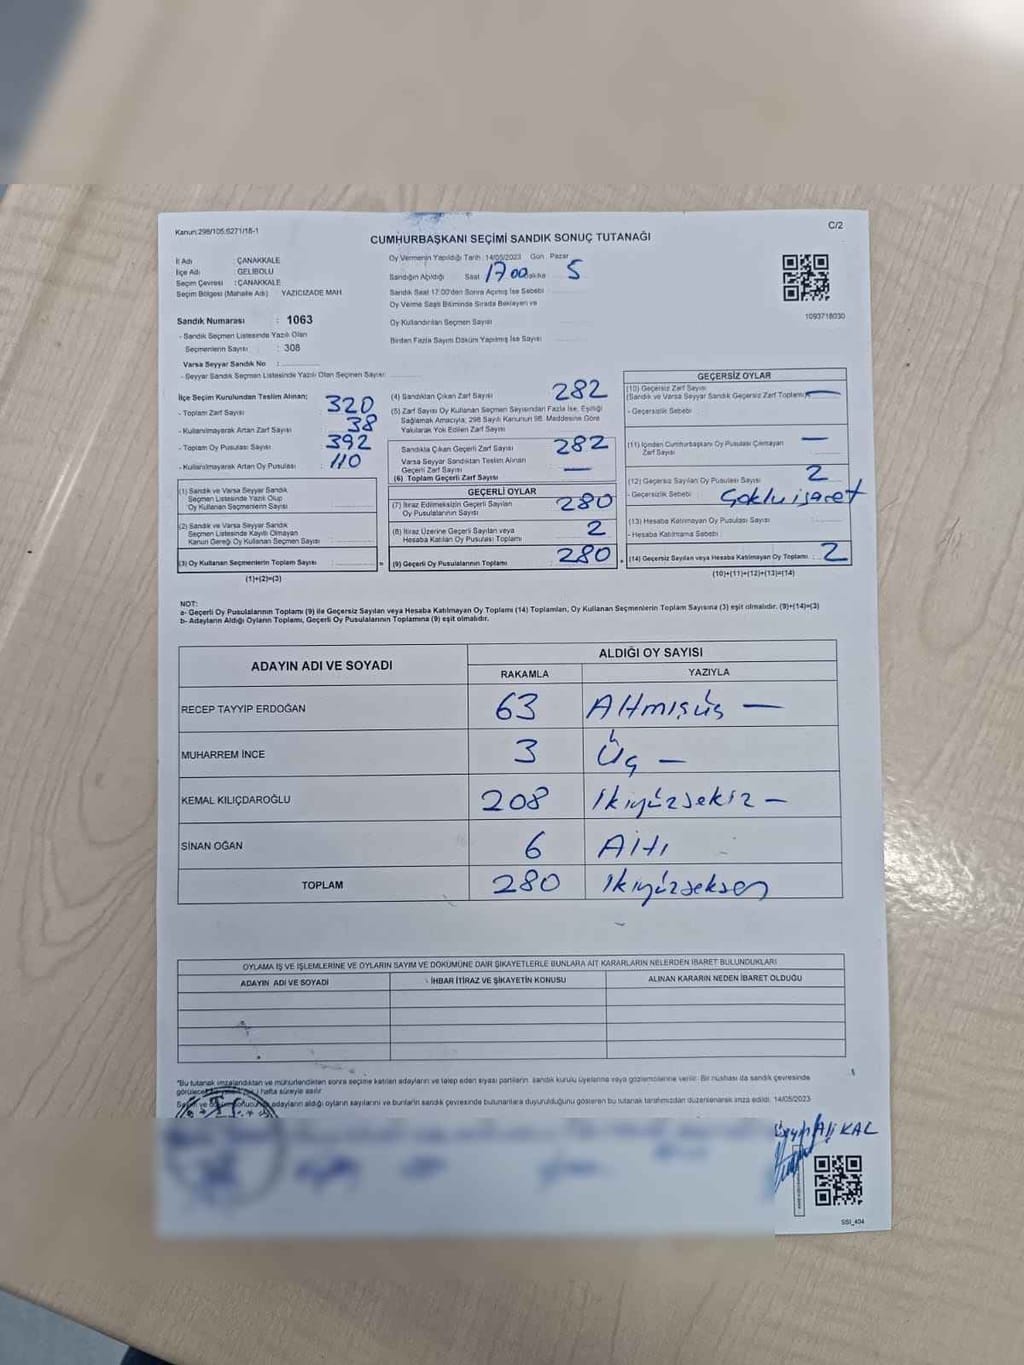 Kanun:298/105;6271/18-1
C/2
CUMHURBAŞKANI SEÇİMİ SANDIK SONUÇ TUTANAĞI
İl Adı : ÇANAKKALE
İlçe Adı : GELİBOLU
Seçim Çevresi : ÇANAKKALE
Seçim Bölgesi (Mahalle Adı) YAZICIZADE MAH
Oy Vermenin Yapıldığı Tarih :14/05/2023 Gün : Pazar
Sandığın Açıldığı Saat 17 00 dakika 5
Sandık Saat 17:00'den Sonra Açılmış İse Sebebi
Oy Verme Saati Bitiminde Sırada Bekleyen ve
Oy Kullandırılan Seçmen Sayısı
Birden Fazla Sayım Döküm Yapılmış İse Sayısı
1093718030
Sandık Numarası : 1063
- Sandık Seçmen Listesinde Yazılı Olan
Seçmenlerin Sayısı : 308
Varsa Seyyar Sandık No :
- Seyyar Sandık Seçmen Listesinde Yazılı Olan Seçmen Sayısı:
İlçe Seçim Kurulundan Teslim Alınan;
- Toplam Zarf Sayısı : 320
- Kullanılmayarak Artan Zarf Sayısı : 38
- Toplam Oy Pusulası Sayısı : 392
- Kullanılmayarak Artan Oy Pusulası : 110
(1) Sandık ve Varsa Seyyar Sandık
Seçmen Listesinde Yazılı Olup
Oy Kullanan Seçmenlerin Sayısı
(2) Sandık ve Varsa Seyyar Sandık
Seçmen Listesinde Kayıtlı Olmayan
Kanun Gereği Oy Kullanan Seçmen Sayısı
(3) Oy Kullanan Seçmenlerin Toplam Sayısı
(1)+(2)=(3)
(4) Sandıktan Çıkan Zarf Sayısı 282
(5) Zarf Sayısı Oy Kullanan Seçmen Sayısından Fazla İse, Eşitliği
Sağlamak Amacıyla; 298 Sayılı Kanunun 98. Maddesine Göre
Yakılarak Yok Edilen Zarf Sayısı
Sandıkta Çıkan Geçerli Zarf Sayısı 282
Varsa Seyyar Sandıktan Teslim Alınan
Geçerli Zarf Sayısı —
(6) Toplam Geçerli Zarf Sayısı
GEÇERLİ OYLAR
(7) İtiraz Edilmeksizin Geçerli Sayılan
Oy Pusulalarının Sayısı 280
(8) İtiraz Üzerine Geçerli Sayılan veya
Hesaba Katılan Oy Pusulası Toplamı 2
(9) Geçerli Oy Pusulalarının Toplamı 280
GEÇERSİZ OYLAR
(10) Geçersiz Zarf Sayısı
(Sandık ve Varsa Seyyar Sandık Geçersiz Zarf Toplamı) —
- Geçersizlik Sebebi
(11) İçinden Cumhurbaşkanı Oy Pusulası Çıkmayan
Zarf Sayısı —
(12) Geçersiz Sayılan Oy Pusulası Sayısı 2
- Geçersizlik Sebebi : Çoklu işaret
(13) Hesaba Katılmayan Oy Pusulası Sayısı
- Hesaba Katılmama Sebebi
(14) Geçersiz Sayılan veya Hesaba Katılmayan Oy Toplamı : 2
(10)+(11)+(12)+(13)=(14)
NOT:
a- Geçerli Oy Pusulalarının Toplamı (9) ile Geçersiz Sayılan veya Hesaba Katılmayan Oy Toplamı (14) Toplamları, Oy Kullanan Seçmenlerin Toplam Sayısına (3) eşit olmalıdır. (9)+(14)=(3)
b- Adayların Aldığı Oyların Toplamı, Geçerli Oy Pusulalarının Toplamına (9) eşit olmalıdır.
ADAYIN ADI VE SOYADI
ALDIĞI OY SAYISI
RAKAMLA YAZIYLA
RECEP TAYYİP ERDOĞAN 63 Altmışüş —
MUHARREM İNCE 3 Üç —
KEMAL KILIÇDAROĞLU 208 İkiyüzsekiz —
SİNAN OĞAN 6 Altı
TOPLAM 280 İkiyüzseksen
OYLAMA İŞ VE İŞLEMLERİNE VE OYLARIN SAYIM VE DÖKÜMÜNE DAİR ŞİKAYETLERLE BUNLARA AİT KARARLARIN NELERDEN İBARET BULUNDUKLARI
ADAYIN ADI VE SOYADI İHBAR İTİRAZ VE ŞİKAYETİN KONUSU ALINAN KARARIN NEDEN İBARET OLDUĞU
"Bu tutanak imzalandıktan ve mühürlendikten sonra seçime katılan adayların ve talep eden siyasi partilerin sandık kurulu üyelerine veya gözlemcilerine verilir. Bir nüshası da sandık çevresinde
hafta süreyle asılır.
adayların aldığı oyların sayılarını ve bunların sandık çevresinde bulunanlara duyurulduğunu gösteren bu tutanak tarafımızdan düzenlenerek imza edildi. 14/05/2023
Ali KAL
SSI_404